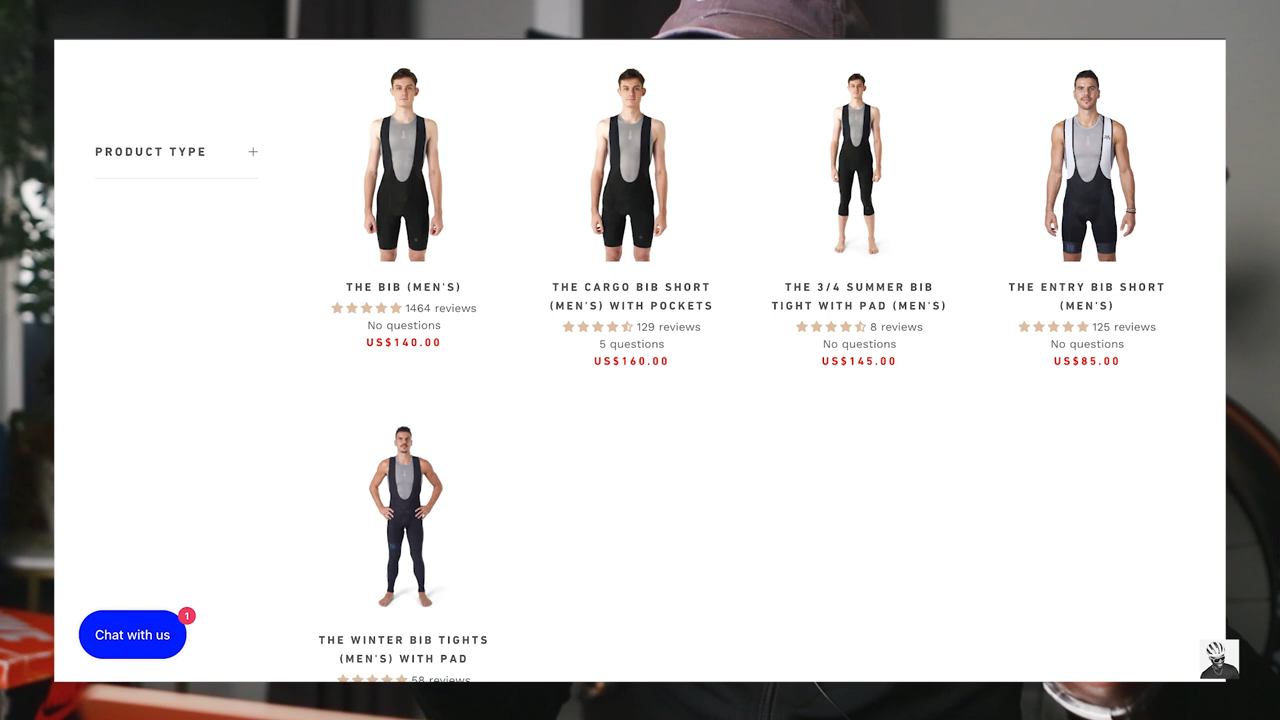 PRODUCT TYPE +
THE BIB (MEN'S)
1464 reviews
No questions
US$140.00
THE CARGO BIB SHORT
(MEN'S) WITH POCKETS
129 reviews
5 questions
US$160.00
THE 3/4 SUMMER BIB
TIGHT WITH PAD (MEN'S)
8 reviews
No questions
US$145.00
THE ENTRY BIB SHORT
(MEN'S)
125 reviews
No questions
US$85.00
THE WINTER BIB TIGHTS
(MEN'S) WITH PAD
58 reviews
Chat with us
1